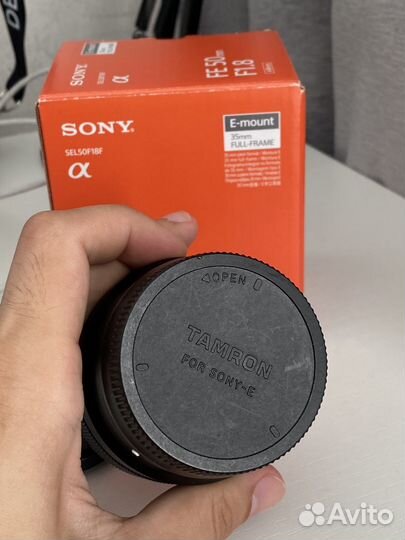 SONY
SEL50F18F
α
α
FE 50mm
F1.8
E-mount
35mm
FULL-FRAME
OPEN
TAMRON
FOR SONY-E
Avito